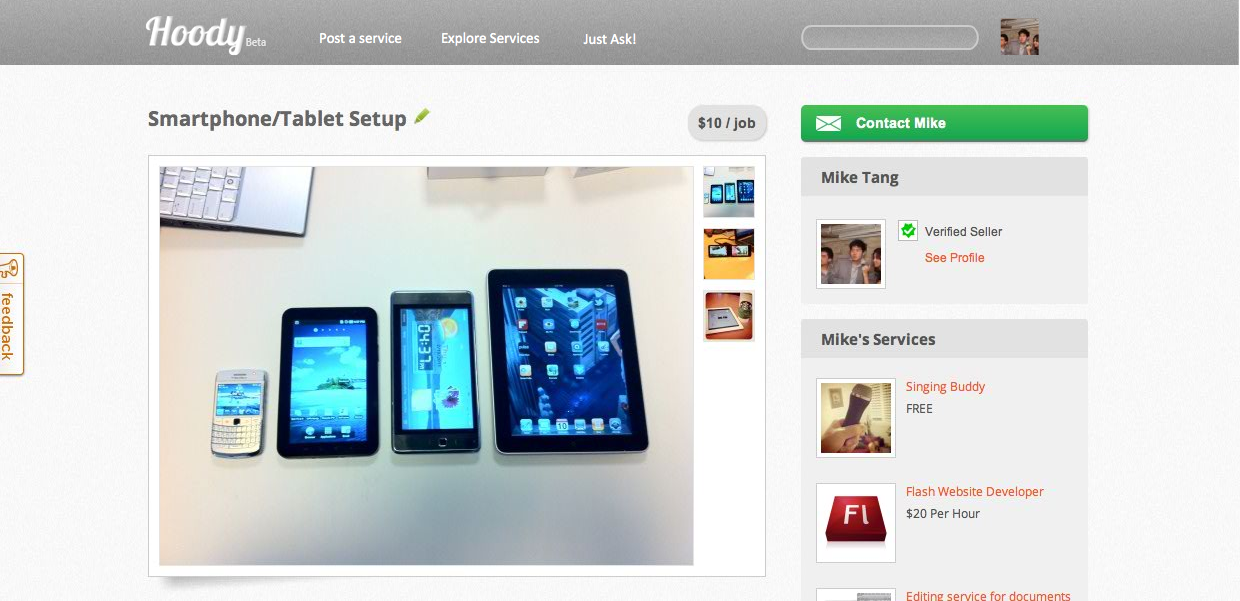 Hoody Beta
Post a service
Explore Services
Just Ask!
Smartphone/Tablet Setup
$10 / job
Contact Mike
Mike Tang
Verified Seller
See Profile
feedback
Mike's Services
Singing Buddy
FREE
Flash Website Developer
$20 Per Hour
Fl
Editing service for documents